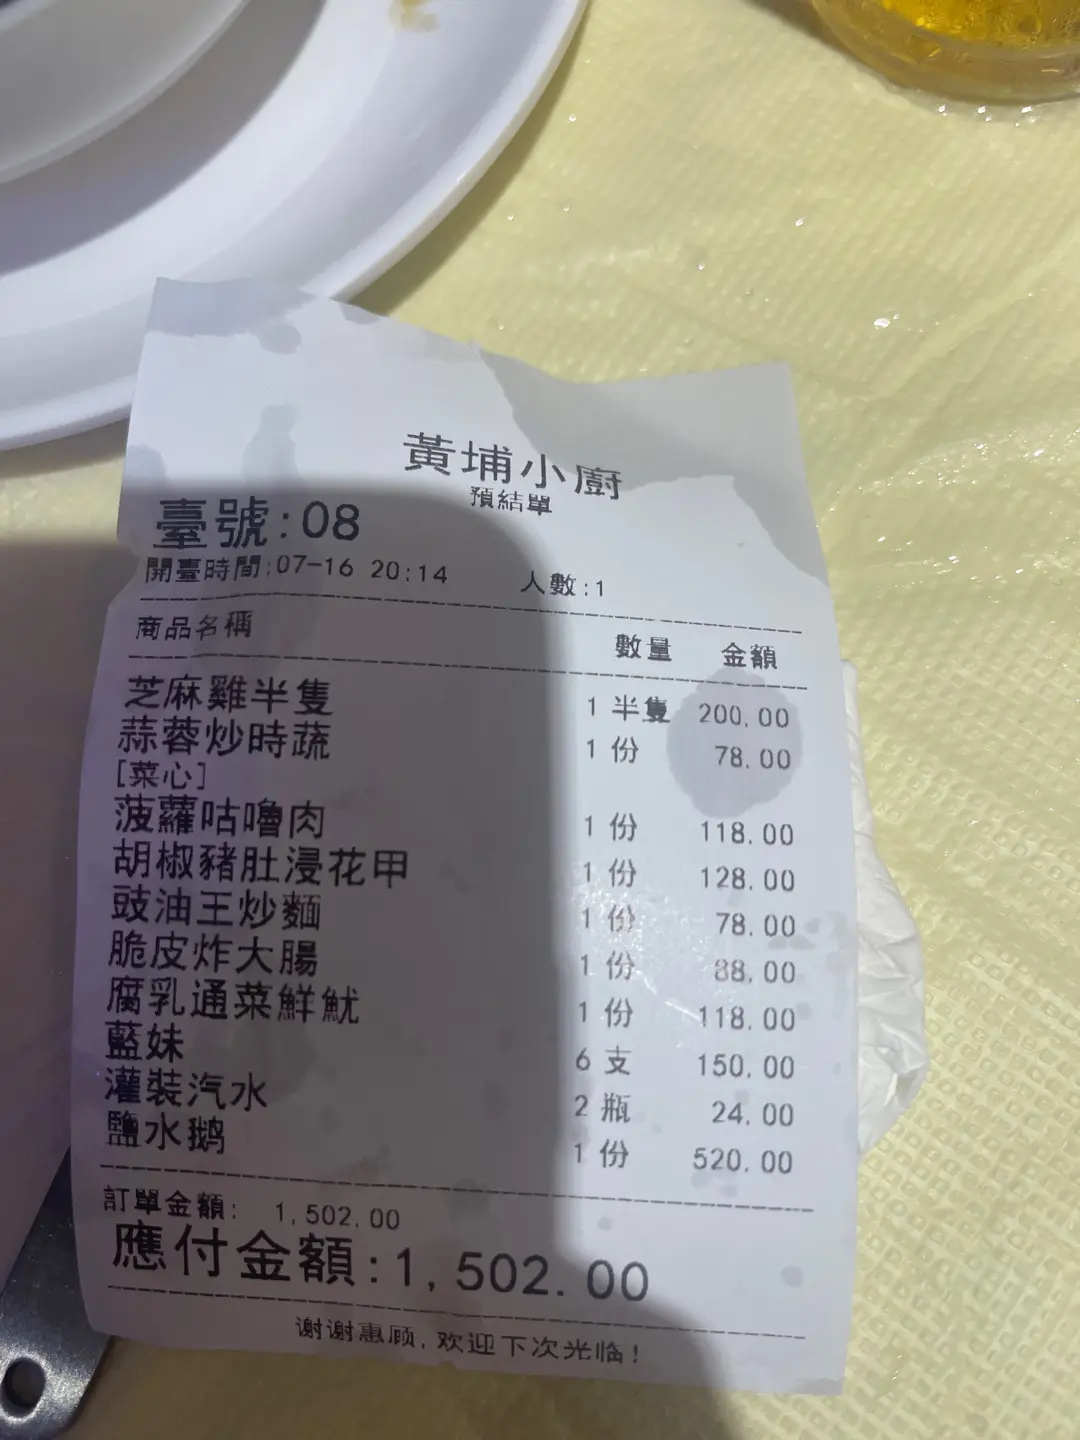 黃埔小廚
預結單
臺號:08
開臺時間:07-16 20:14 人數:1
商品名稱 數量 金額
芝麻雞半隻 1 半隻 200.00
蒜蓉炒時蔬 1 份 78.00
[菜心]
菠蘿咕嚕肉 1 份 118.00
胡椒豬肚浸花甲 1 份 128.00
豉油王炒麵 1 份 78.00
脆皮炸大腸 1 份 88.00
腐乳通菜鮮魷 1 份 118.00
藍妹 6 支 150.00
灌裝汽水 2 瓶 24.00
鹽水鹅 1 份 520.00
訂單金額: 1,502.00
應付金額:1,502.00
谢谢惠顾,欢迎下次光临!